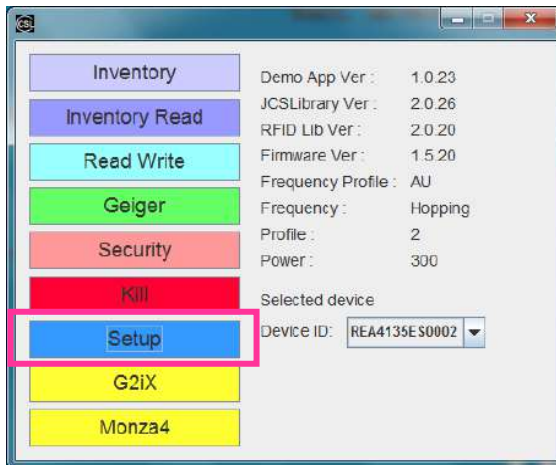 CSL
Inventory
Inventory Read
Read Write
Geiger
Security
Kill
Setup
G2iX
Monza4
Demo App Ver : 1.0.23
JCSLibrary Ver : 2.0.26
RFID Lib Ver : 2.0.20
Firmware Ver : 1.5.20
Frequency Profile : AU
Frequency : Hopping
Profile : 2
Power : 300
Selected device
Device ID: REA4135ES0002